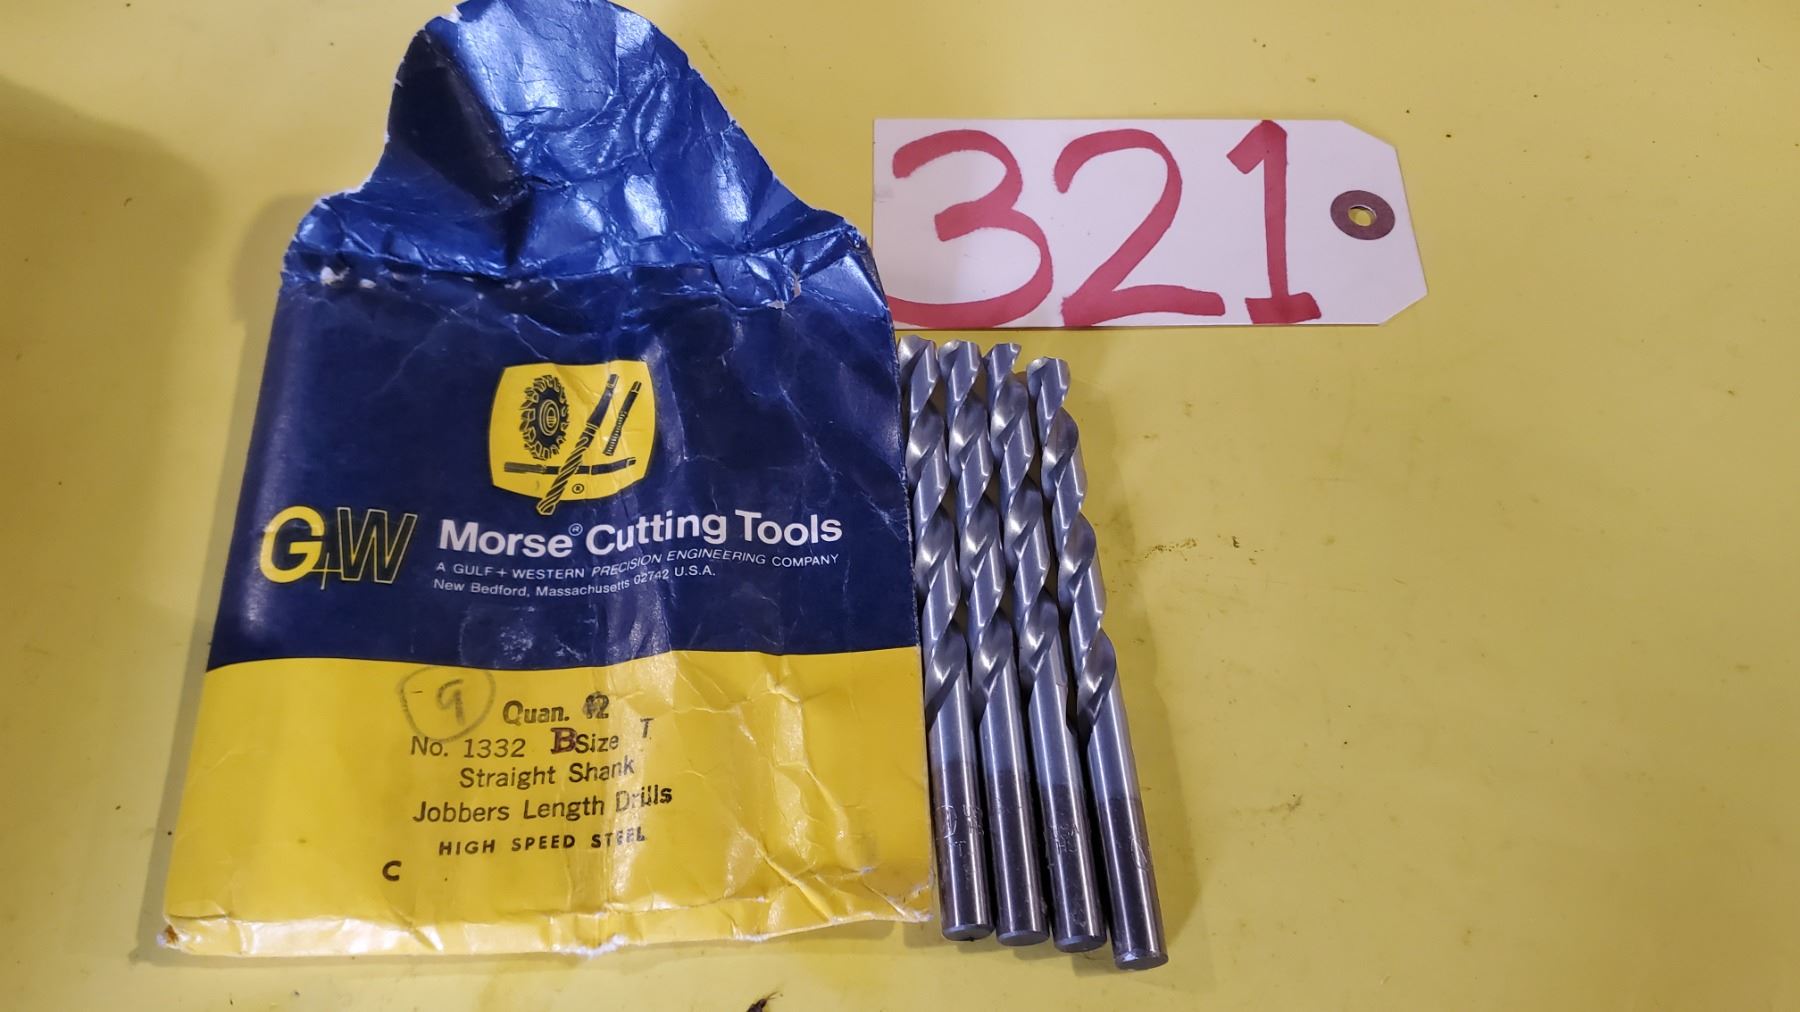 321
G+W Morse® Cutting Tools
A GULF + WESTERN PRECISION ENGINEERING COMPANY
New Bedford, Massachusetts 02742 U.S.A.
9
Quan. 12
No. 1332 B Size T
Straight Shank
Jobbers Length Drills
HIGH SPEED STEEL
C